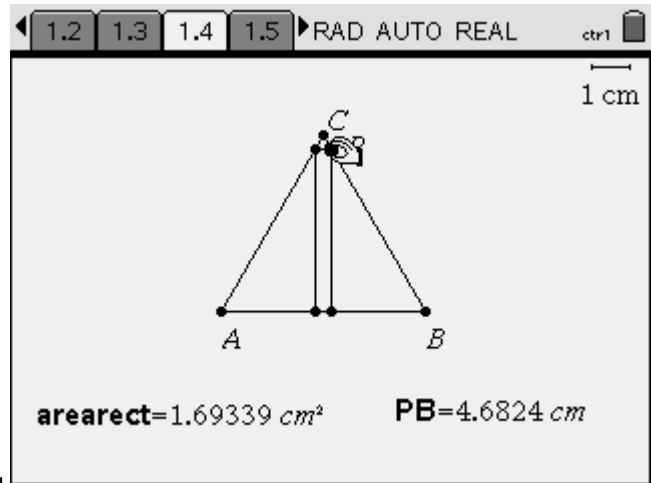 1.2 1.3 1.4 1.5 RAD AUTO REAL ctrl
1 cm
C
A B
arearect=1.69339 cm² PB=4.6824 cm